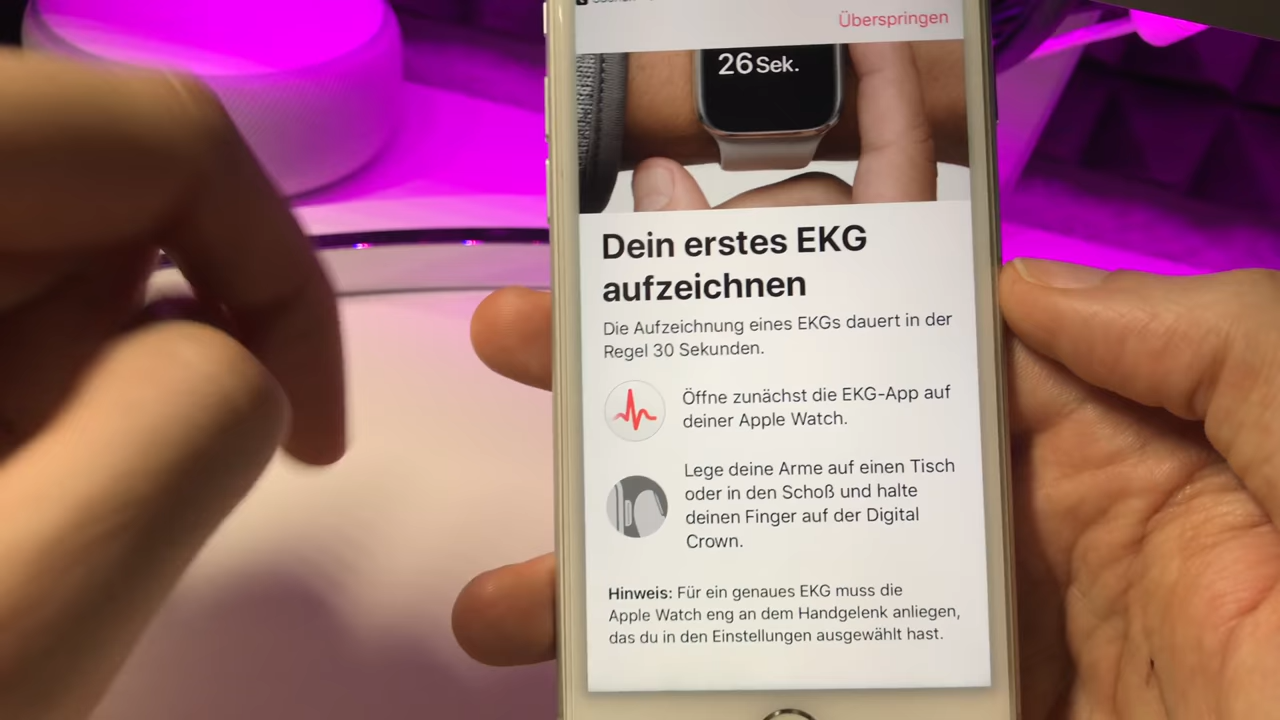 Überspringen
26 Sek.
Dein erstes EKG
aufzeichnen
Die Aufzeichnung eines EKGs dauert in der
Regel 30 Sekunden.
Öffne zunächst die EKG-App auf
deiner Apple Watch.
Lege deine Arme auf einen Tisch
oder in den Schoß und halte
deinen Finger auf der Digital
Crown.
Hinweis: Für ein genaues EKG muss die
Apple Watch eng an dem Handgelenk anliegen,
das du in den Einstellungen ausgewählt hast.